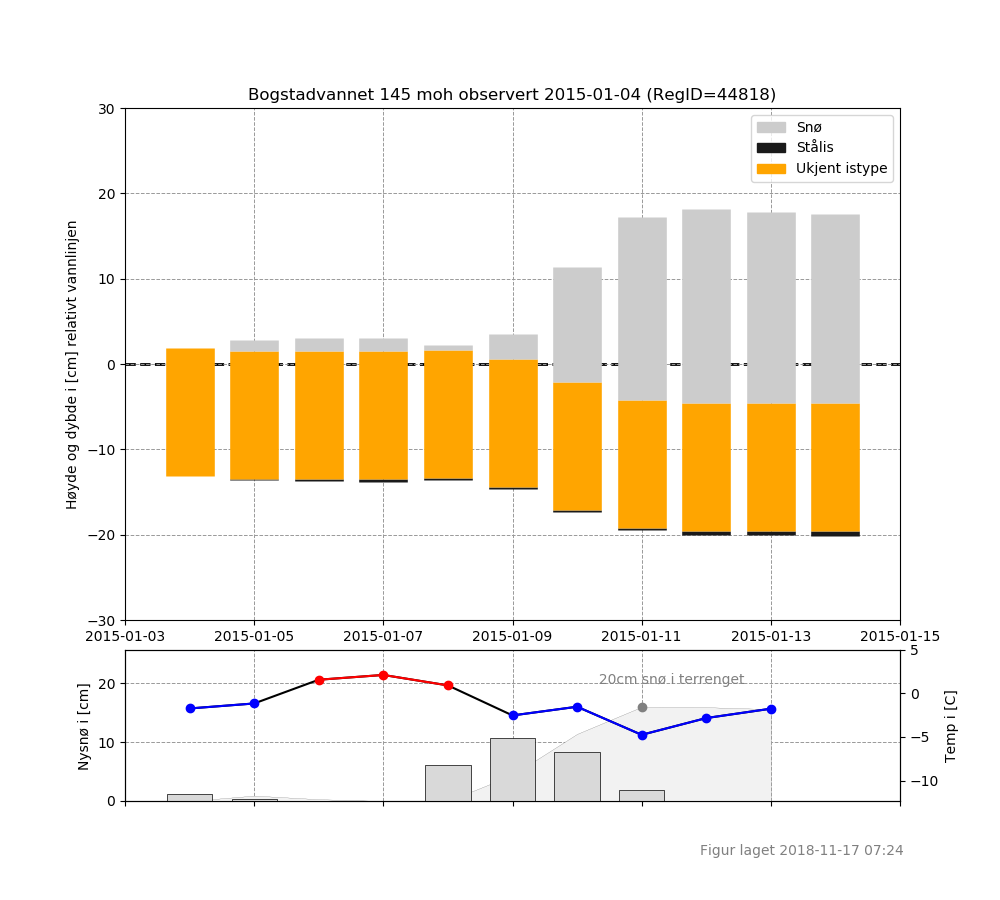 Bogstadvannet 145 moh observert 2015-01-04 (RegID=44818)
Høyde og dybde i [cm] relativt vannlinjen
30
20
10
0
−10
−20
−30
Snø
Stålis
Ukjent istype
2015-01-03 2015-01-05 2015-01-07 2015-01-09 2015-01-11 2015-01-13 2015-01-15
Nysnø i [cm]
20
10
0
20cm snø i terrenget
5
0
−5
−10
Temp i [C]
Figur laget 2018-11-17 07:24